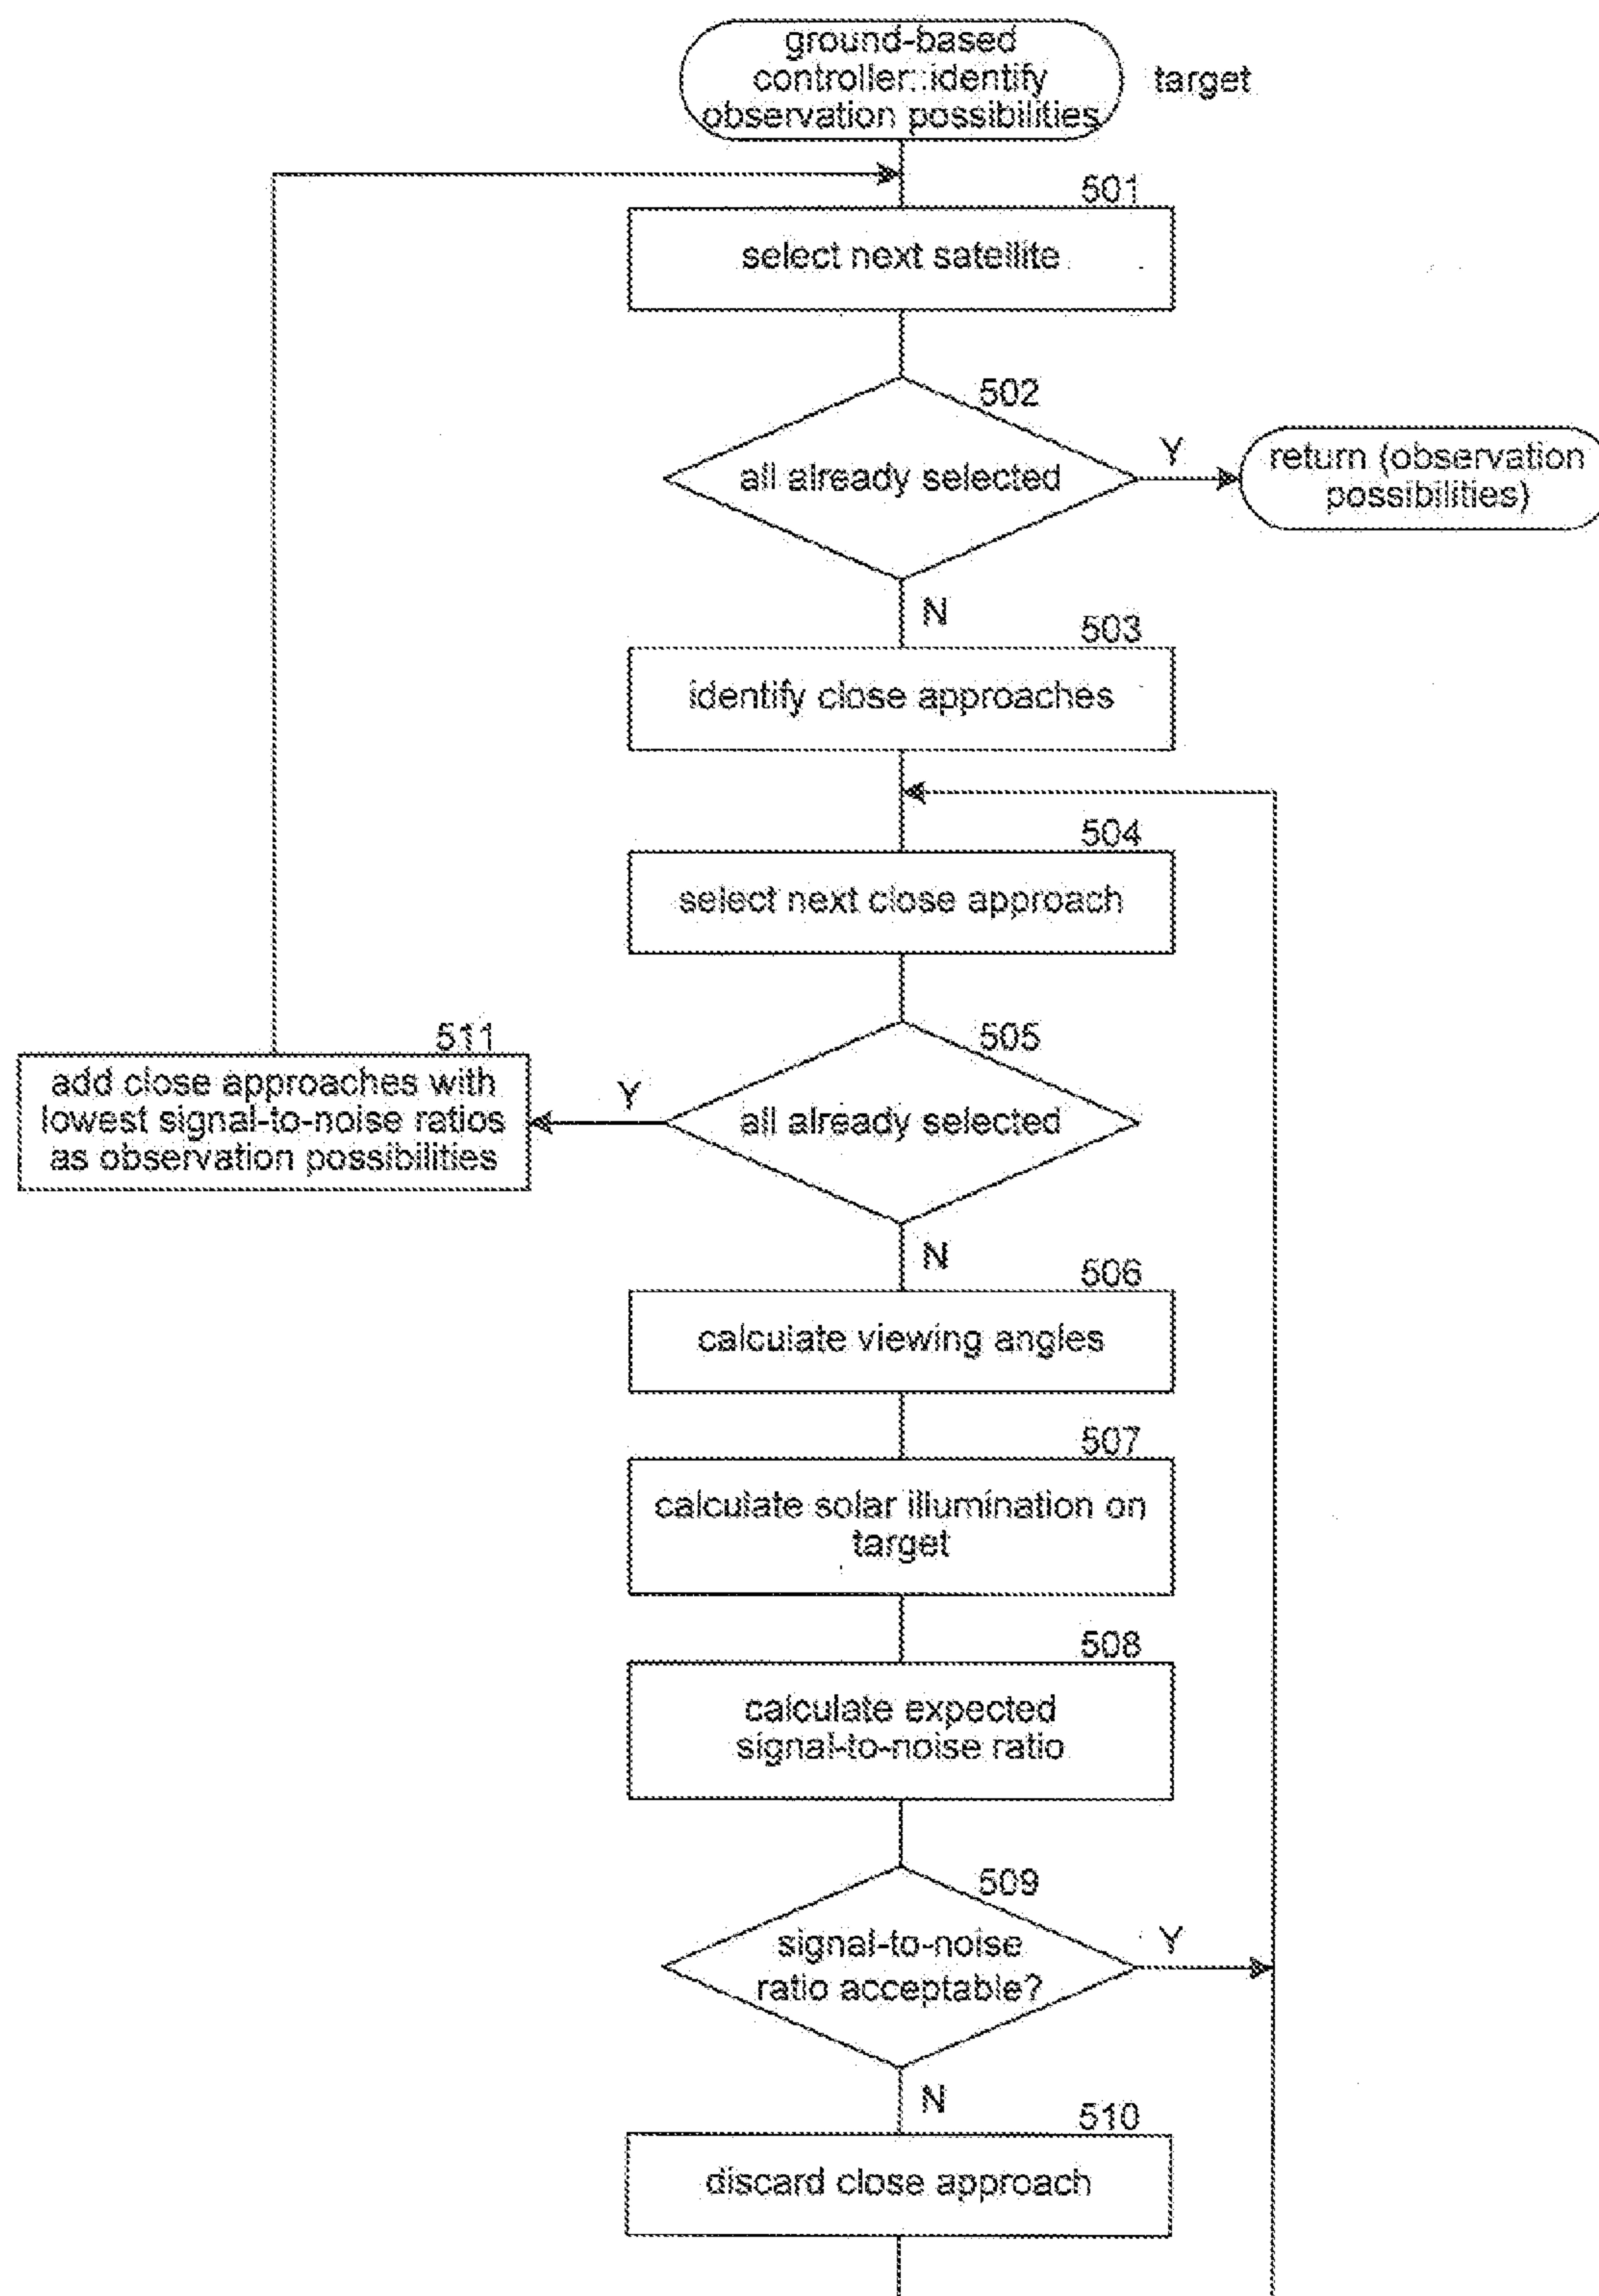 ground-based
controller::identify
observation possibilities
target
501
select next satellite
502
all already selected
Y
return (observation
possibilities)
N
503
identify close approaches
504
select next close approach
505
all already selected
Y
511
add close approaches with
lowest signal-to-noise ratios
as observation possibilities
N
506
calculate viewing angles
507
calculate solar illumination on
target
508
calculate expected
signal-to-noise ratio
509
signal-to-noise
ratio acceptable?
Y
N
510
discard close approach